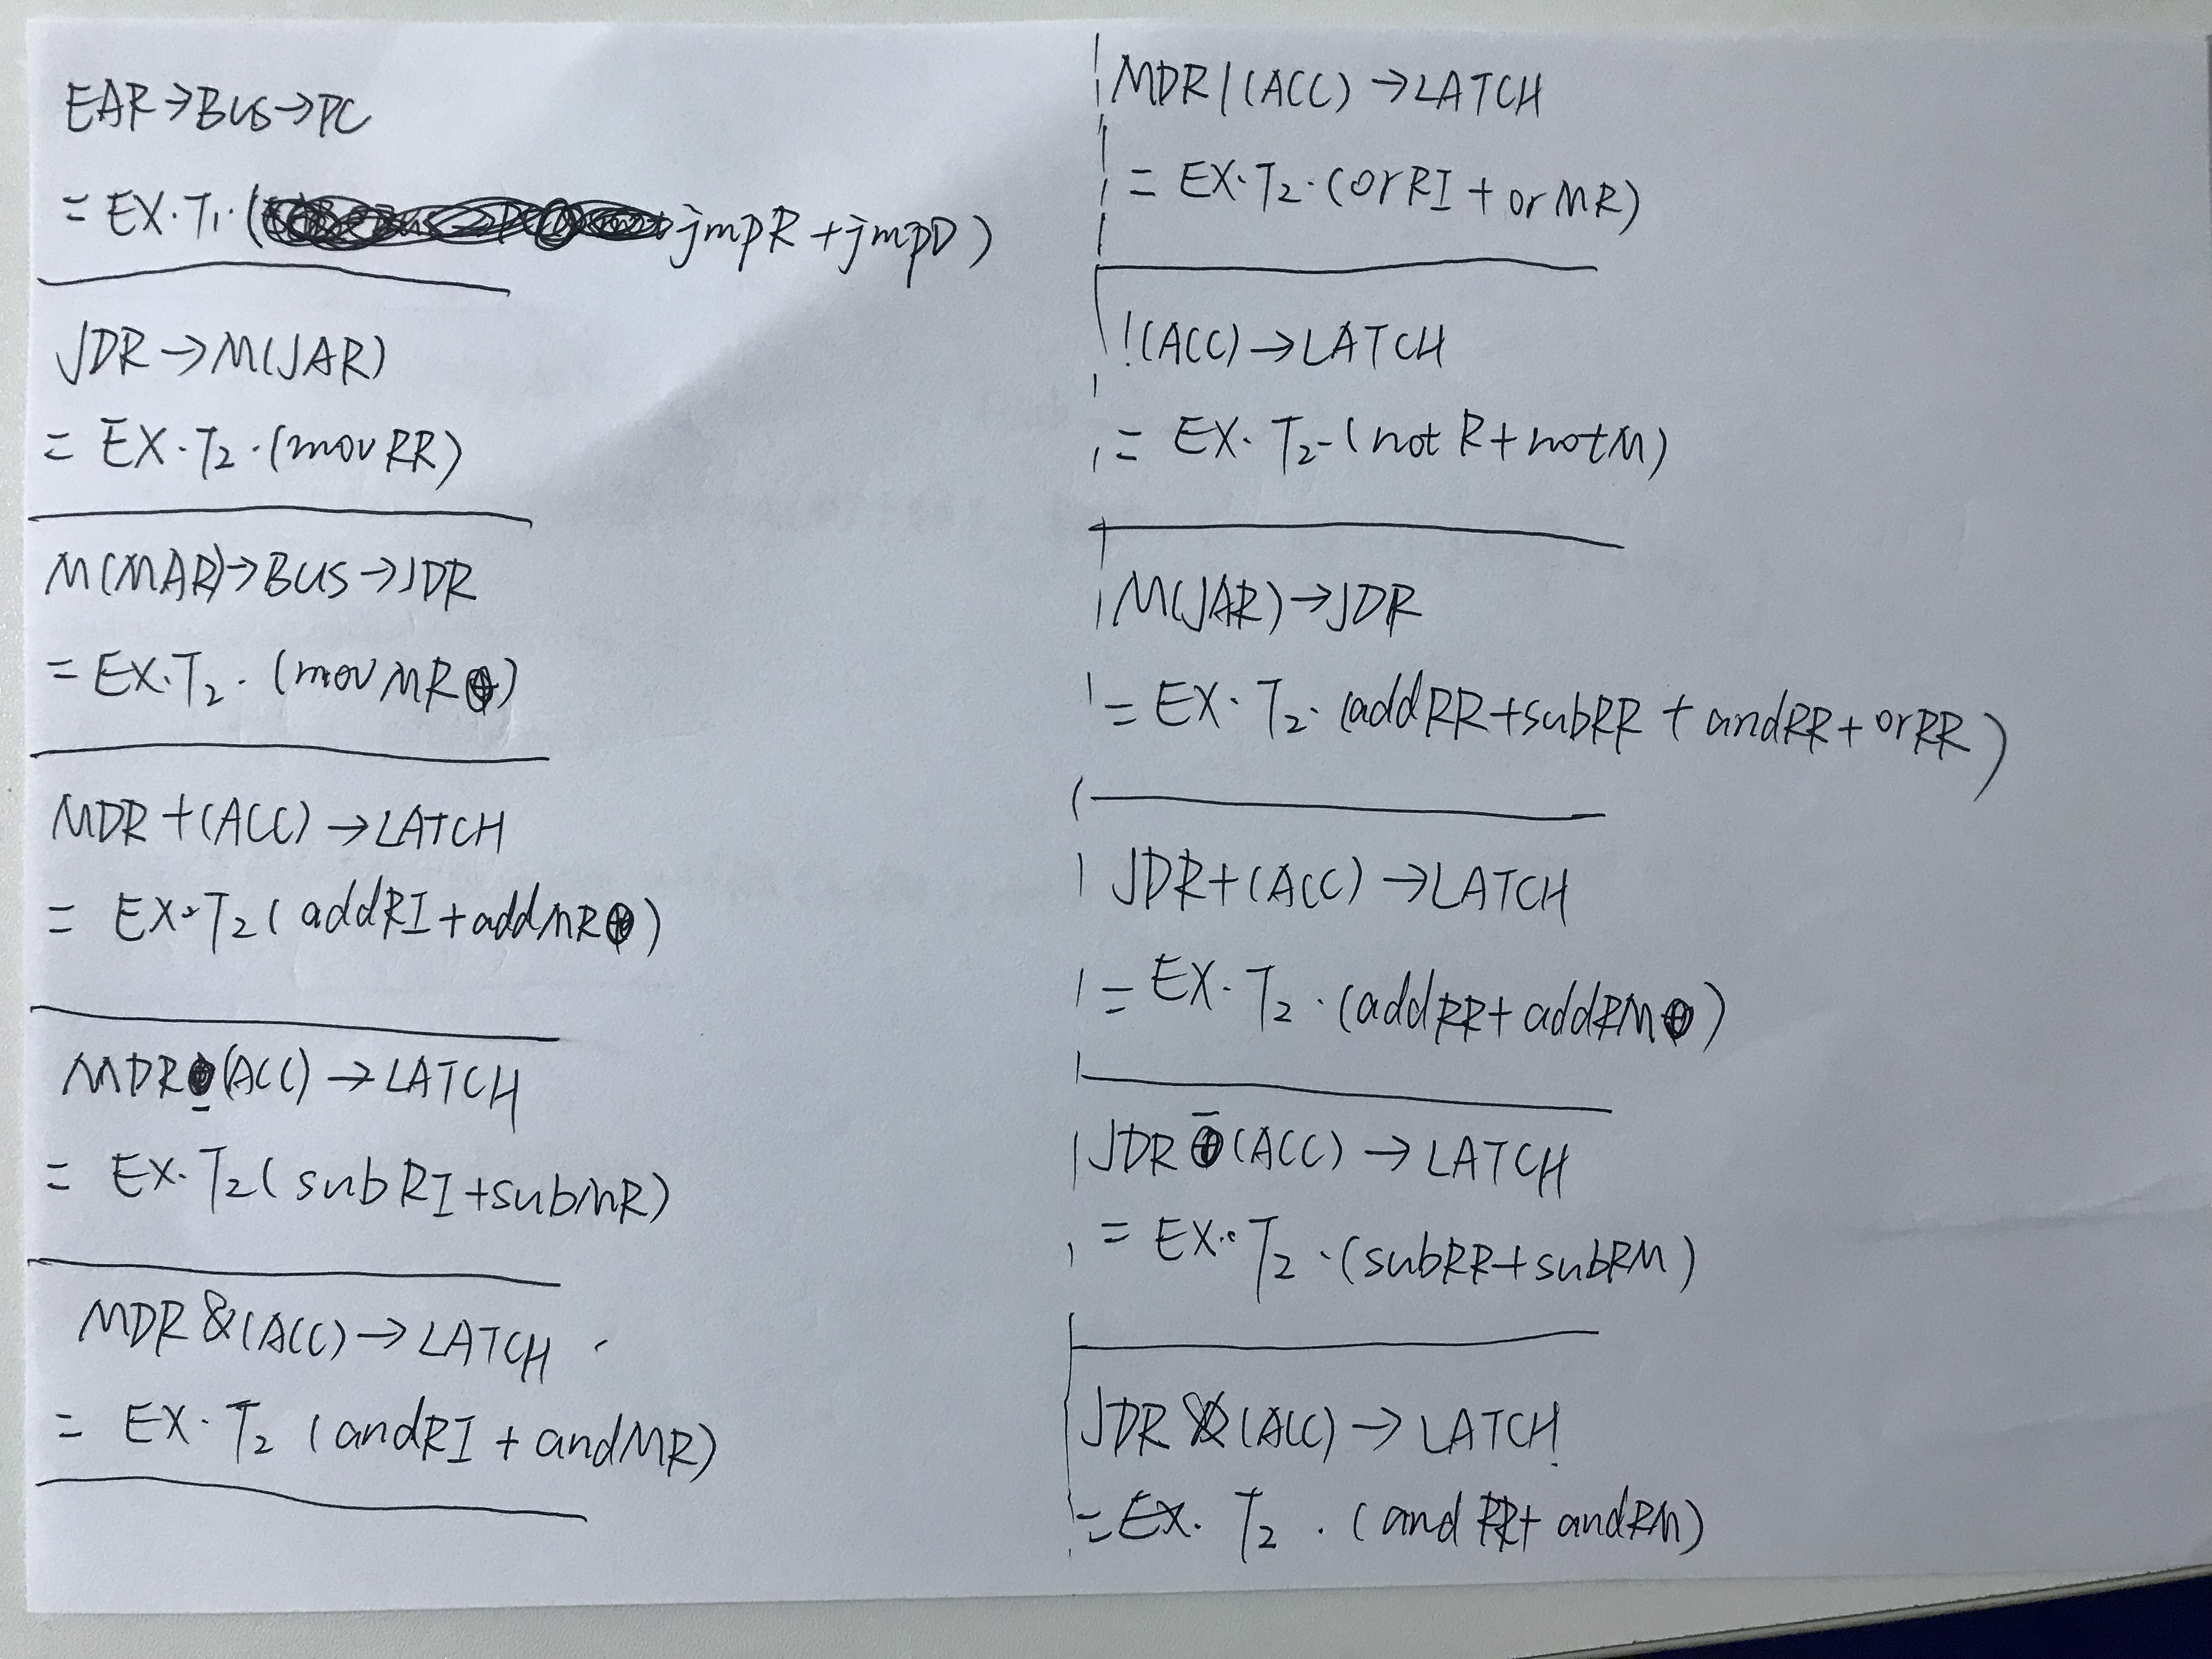 EAR→BUS→PC
= EX·T₁·( jmpR + jmpD )
JDR→M(JAR)
= EX·T₂·(movRR)
M(MAR)→BUS→JDR
= EX·T₂·(movMR)
MDR+(ACC)→LATCH
= EX·T₂(addRI+addMR)
MDR-(ACC)→LATCH
= EX·T₂(subRI+subMR)
MDR&(ACC)→LATCH
= EX·T₂(andRI+andMR)
MDR|(ACC)→LATCH
= EX·T₂·(orRI+orMR)
!(ACC)→LATCH
= EX·T₂-(notR+notM)
M(JAR)→JDR
= EX·T₂·(addRR+subRR+andRR+orRR)
JDR+(ACC)→LATCH
= EX·T₂·(addRR+addRM)
JDR-(ACC)→LATCH
= EX·T₂·(subRR+subRM)
JDR&(ACC)→LATCH
= EX·T₂·(andRR+andRM)